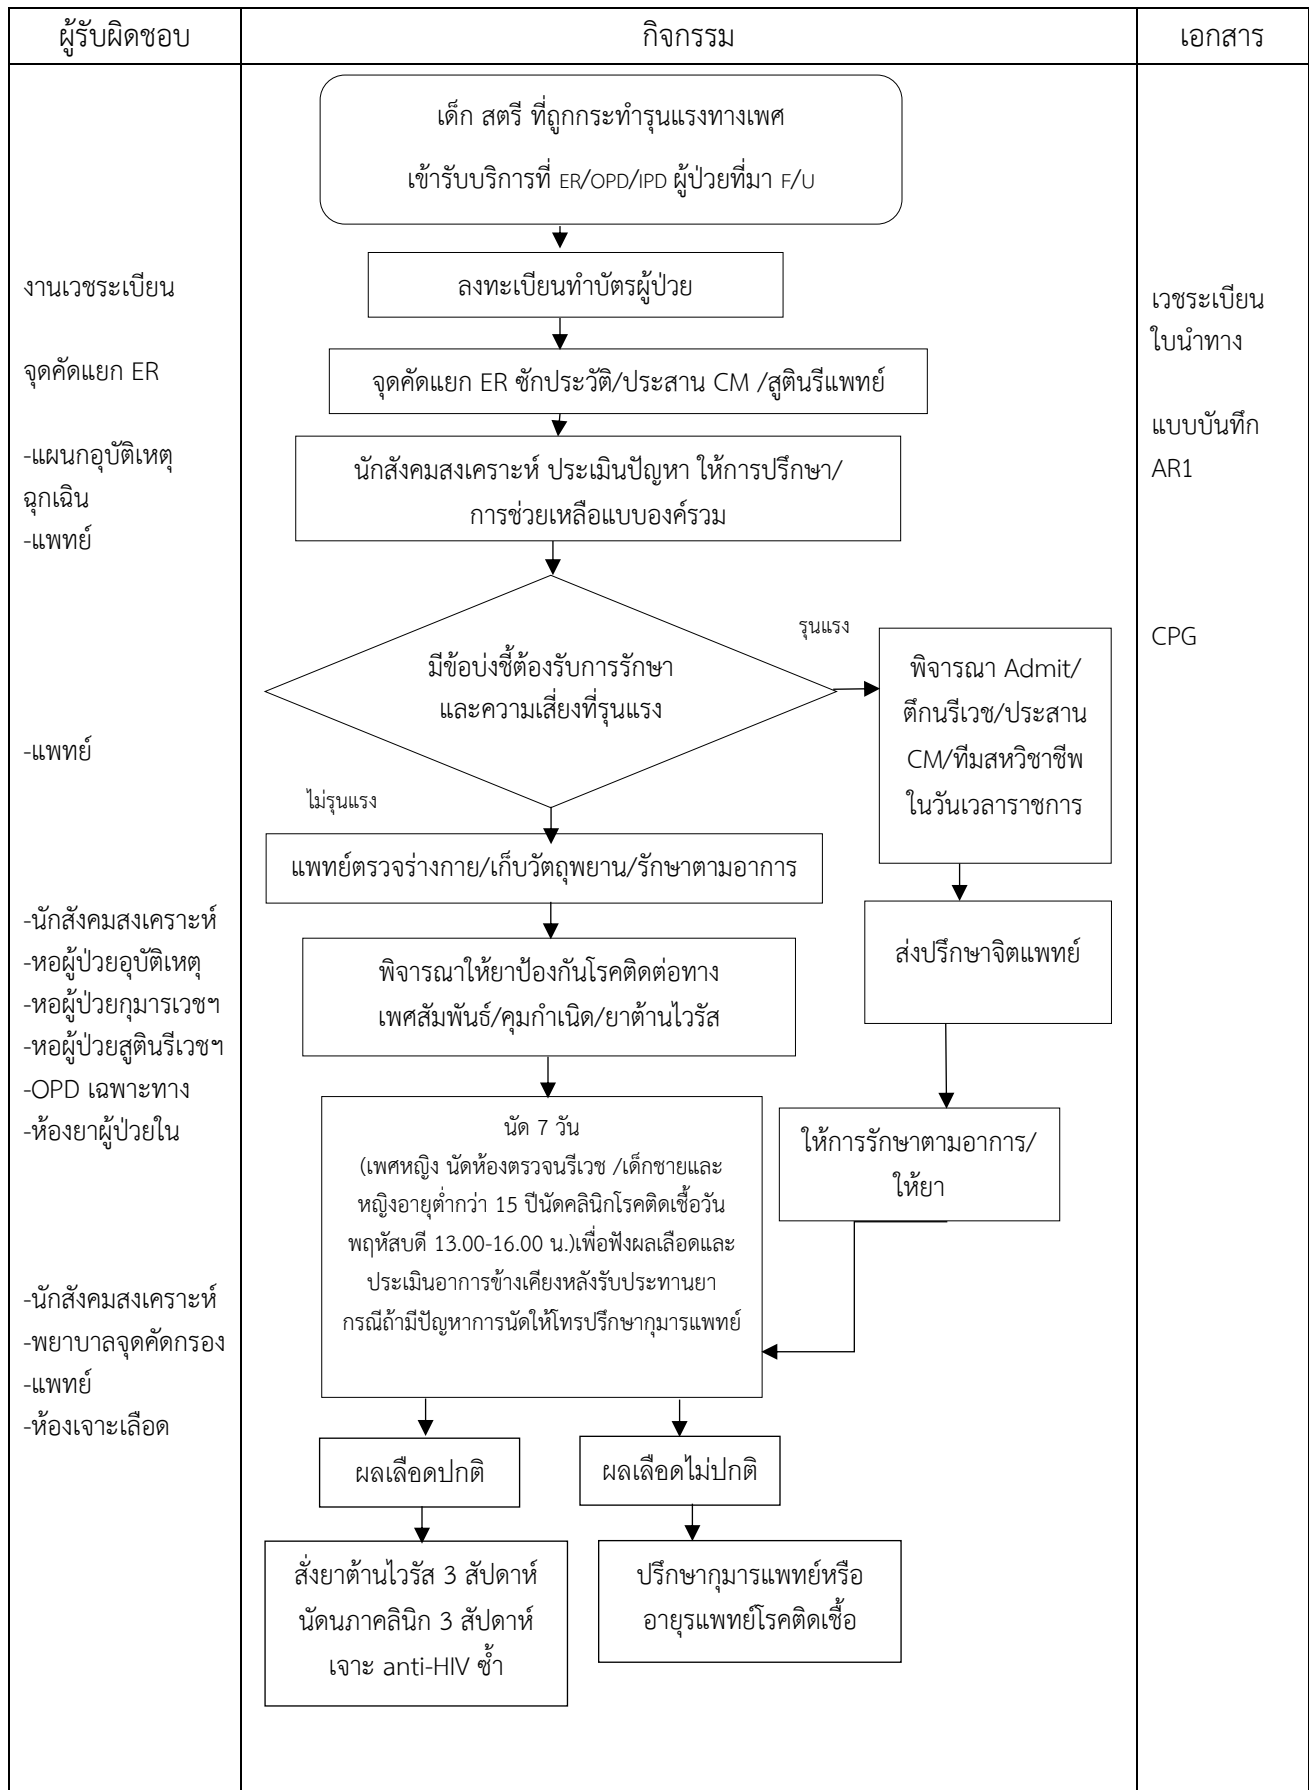 ผู้รับผิดชอบ
กิจกรรม
เอกสาร
เด็ก สตรี ที่ถูกกระทำรุนแรงทางเพศ
เข้ารับบริการที่ ER/OPD/IPD ผู้ป่วยที่มา F/U
งานเวชระเบียน
ลงทะเบียนทำบัตรผู้ป่วย
เวชระเบียน
ใบนำทาง
จุดคัดแยก ER
จุดคัดแยก ER ซักประวัติ/ประสาน CM /สูตินรีแพทย์
แบบบันทึก
AR1
-แผนกอุบัติเหตุ
ฉุกเฉิน
-แพทย์
นักสังคมสงเคราะห์ ประเมินปัญหา ให้การปรึกษา/
การช่วยเหลือแบบองค์รวม
มีข้อบ่งชี้ต้องรับการรักษา
และความเสี่ยงที่รุนแรง
รุนแรง
พิจารณา Admit/
ตึกนรีเวช/ประสาน
CM/ทีมสหวิชาชีพ
ในวันเวลาราชการ
CPG
-แพทย์
ไม่รุนแรง
แพทย์ตรวจร่างกาย/เก็บวัตถุพยาน/รักษาตามอาการ
-นักสังคมสงเคราะห์
-หอผู้ป่วยอุบัติเหตุ
-หอผู้ป่วยกุมารเวชฯ
-หอผู้ป่วยสูตินรีเวชฯ
-OPD เฉพาะทาง
-ห้องยาผู้ป่วยใน
พิจารณาให้ยาป้องกันโรคติดต่อทาง
เพศสัมพันธ์/คุมกำเนิด/ยาต้านไวรัส
ส่งปรึกษาจิตแพทย์
นัด 7 วัน
(เพศหญิง นัดห้องตรวจนรีเวช /เด็กชายและ
หญิงอายุต่ำกว่า 15 ปีนัดคลินิกโรคติดเชื้อวัน
พฤหัสบดี 13.00-16.00 น.)เพื่อฟังผลเลือดและ
ประเมินอาการข้างเคียงหลังรับประทานยา
กรณีถ้ามีปัญหาการนัดให้โทรปรึกษากุมารแพทย์
ให้การรักษาตามอาการ/
ให้ยา
-นักสังคมสงเคราะห์
-พยาบาลจุดคัดกรอง
-แพทย์
-ห้องเจาะเลือด
ผลเลือดปกติ
ผลเลือดไม่ปกติ
สั่งยาต้านไวรัส 3 สัปดาห์
นัดนภาคลินิก 3 สัปดาห์
เจาะ anti-HIV ซ้ำ
ปรึกษากุมารแพทย์หรือ
อายุรแพทย์โรคติดเชื้อ